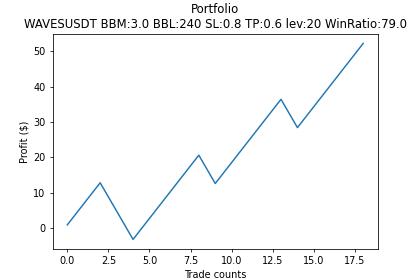 Portfolio
WAVESUSDT BBM:3.0 BBL:240 SL:0.8 TP:0.6 lev:20 WinRatio:79.0
Profit ($)
50
40
30
20
10
0
0.0 2.5 5.0 7.5 10.0 12.5 15.0 17.5
Trade counts